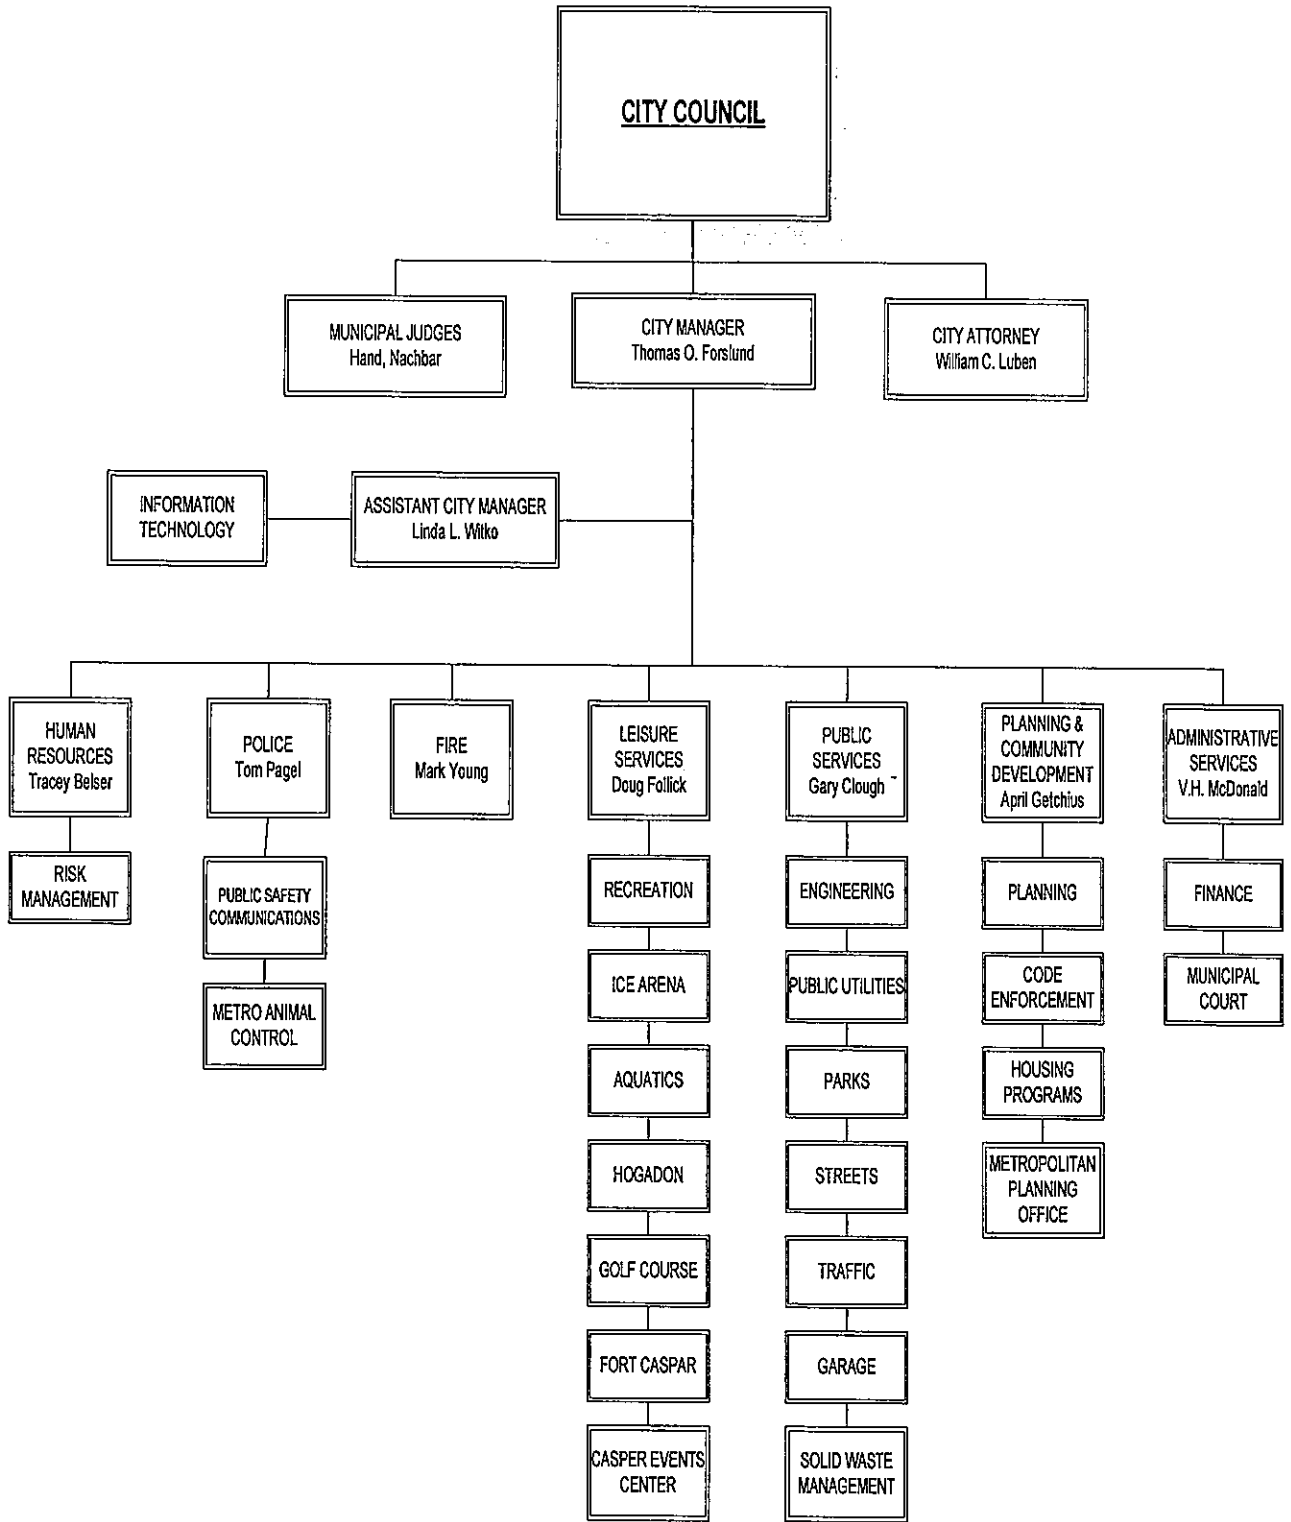 CITY COUNCIL
MUNICIPAL JUDGES
Hand, Nachbar
CITY MANAGER
Thomas O. Forslund
CITY ATTORNEY
William C. Luben
INFORMATION
TECHNOLOGY
ASSISTANT CITY MANAGER
Linda L. Witko
HUMAN
RESOURCES
Tracey Belser
POLICE
Tom Pagel
FIRE
Mark Young
LEISURE
SERVICES
Doug Follick
PUBLIC
SERVICES
Gary Clough
PLANNING &
COMMUNITY
DEVELOPMENT
April Getchius
ADMINISTRATIVE
SERVICES
V.H. McDonald
RISK
MANAGEMENT
PUBLIC SAFETY
COMMUNICATIONS
METRO ANIMAL
CONTROL
RECREATION
ICE ARENA
AQUATICS
HOGADON
GOLF COURSE
FORT CASPAR
CASPER EVENTS
CENTER
ENGINEERING
PUBLIC UTILITIES
PARKS
STREETS
TRAFFIC
GARAGE
SOLID WASTE
MANAGEMENT
PLANNING
CODE
ENFORCEMENT
HOUSING
PROGRAMS
METROPOLITAN
PLANNING
OFFICE
FINANCE
MUNICIPAL
COURT